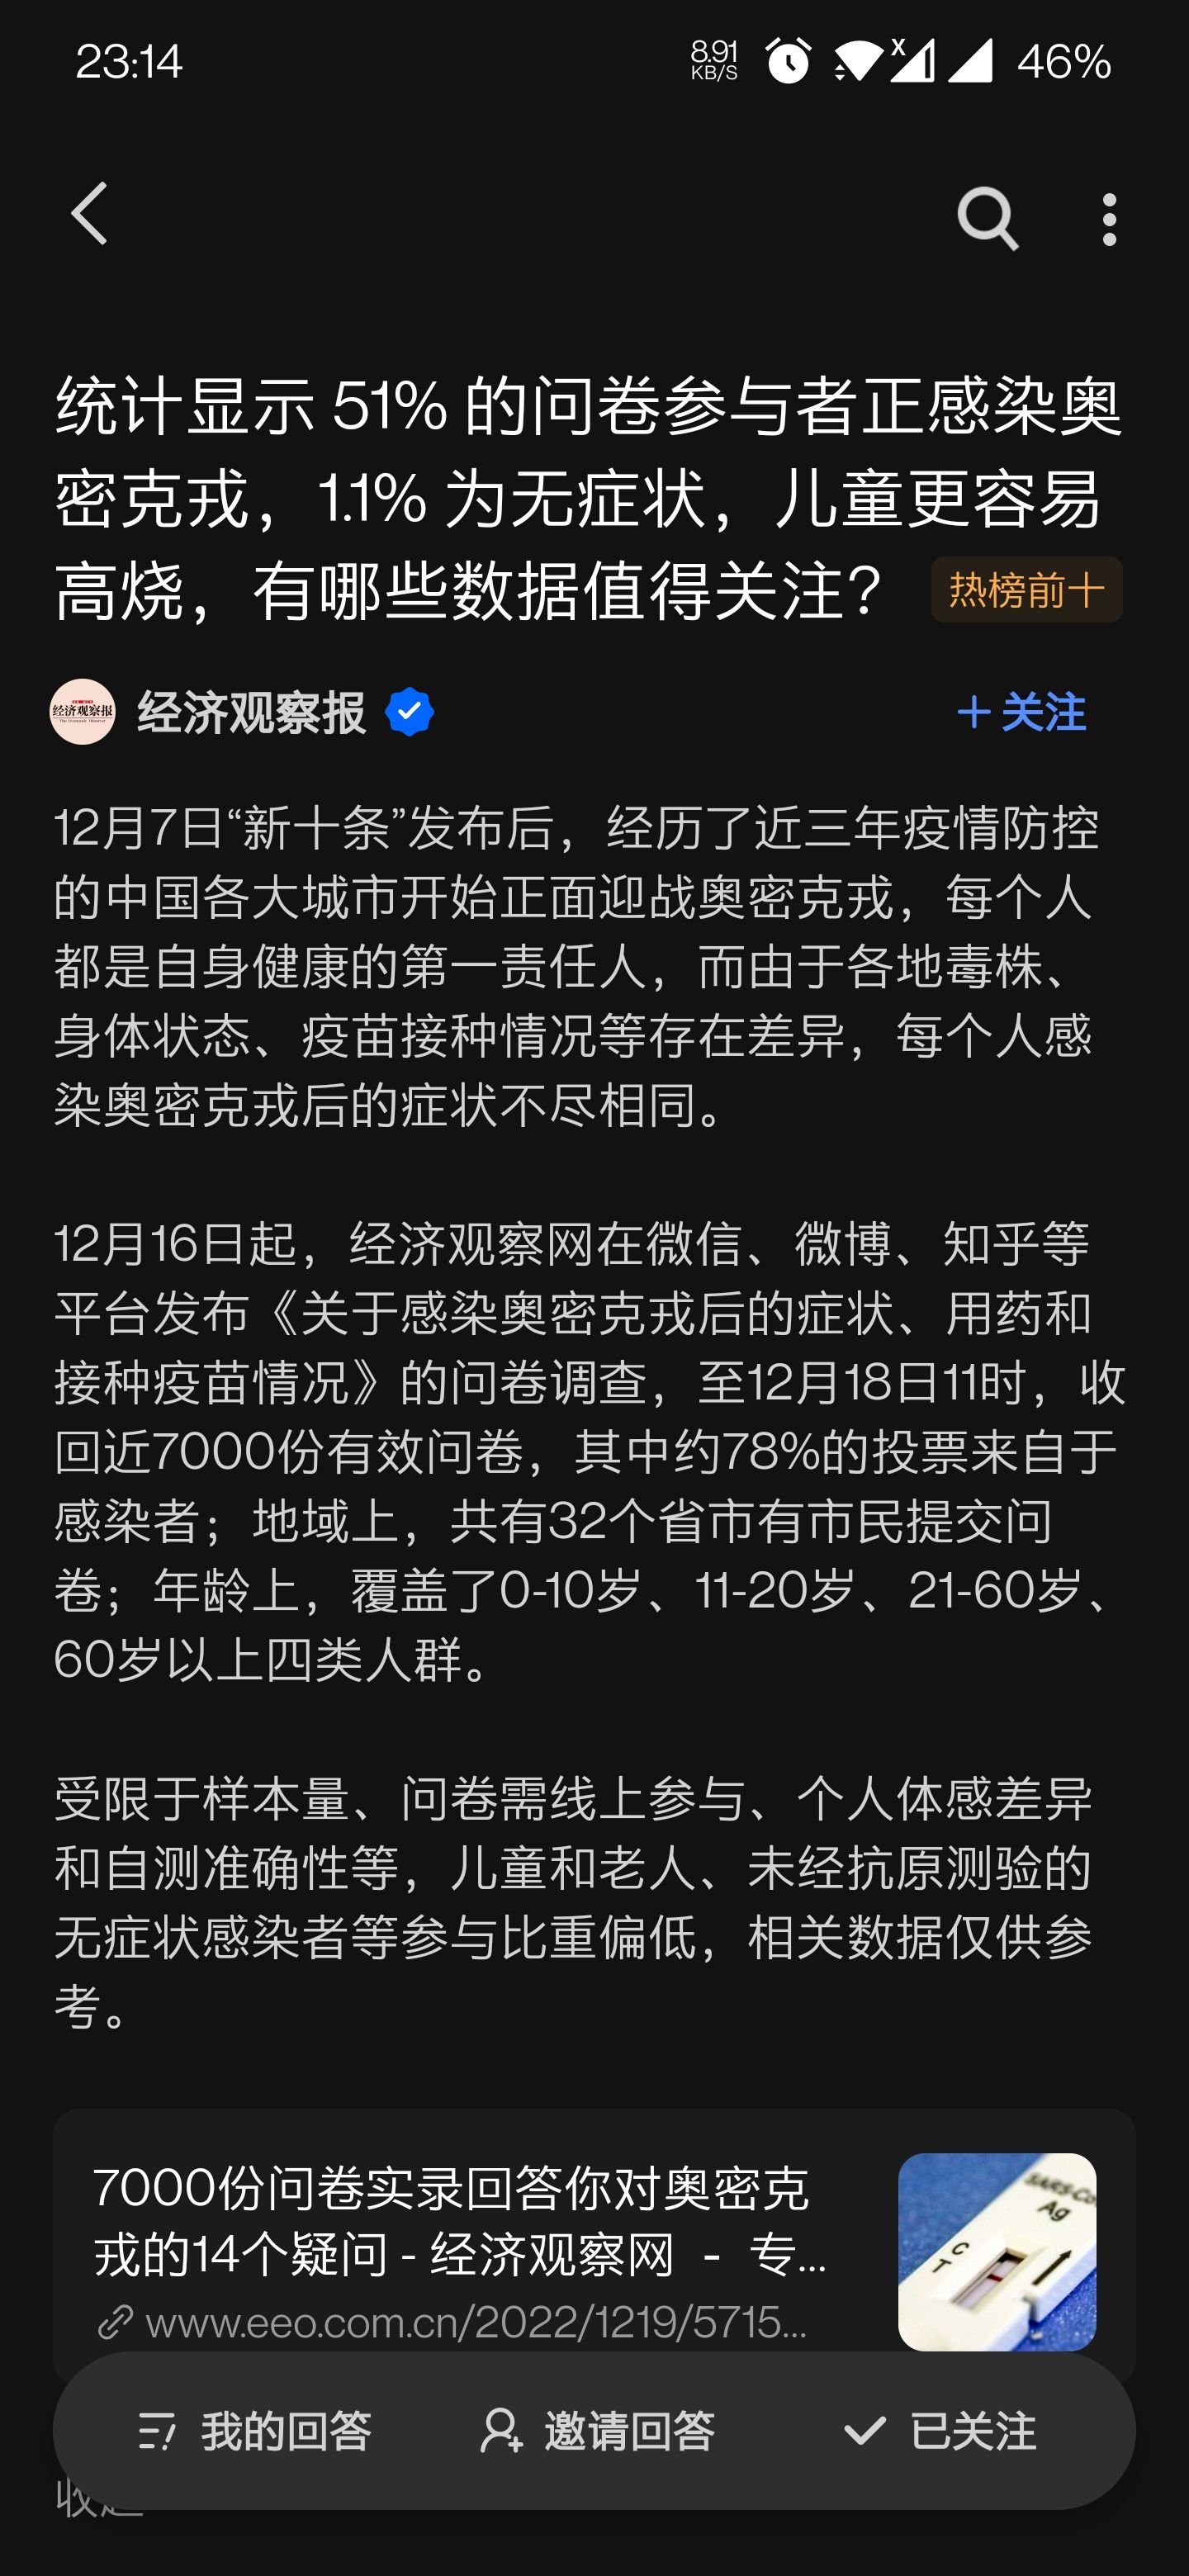 23:14
8.91
KB/S
X
46%
统计显示 51% 的问卷参与者正感染奥
密克戎，1.1% 为无症状，儿童更容易
高烧，有哪些数据值得关注？
热榜前十
经济观察报
经济观察报
+ 关注
12月7日“新十条”发布后，经历了近三年疫情防控
的中国各大城市开始正面迎战奥密克戎，每个人
都是自身健康的第一责任人，而由于各地毒株、
身体状态、疫苗接种情况等存在差异，每个人感
染奥密克戎后的症状不尽相同。
12月16日起，经济观察网在微信、微博、知乎等
平台发布《关于感染奥密克戎后的症状、用药和
接种疫苗情况》的问卷调查，至12月18日11时，收
回近7000份有效问卷，其中约78%的投票来自于
感染者；地域上，共有32个省市有市民提交问
卷；年龄上，覆盖了0-10岁、11-20岁、21-60岁、
60岁以上四类人群。
受限于样本量、问卷需线上参与、个人体感差异
和自测准确性等，儿童和老人、未经抗原测验的
无症状感染者等参与比重偏低，相关数据仅供参
考。
7000份问卷实录回答你对奥密克
戎的14个疑问 - 经济观察网 － 专...
www.eeo.com.cn/2022/1219/5715...
Ag
C
T
我的回答
邀请回答
已关注